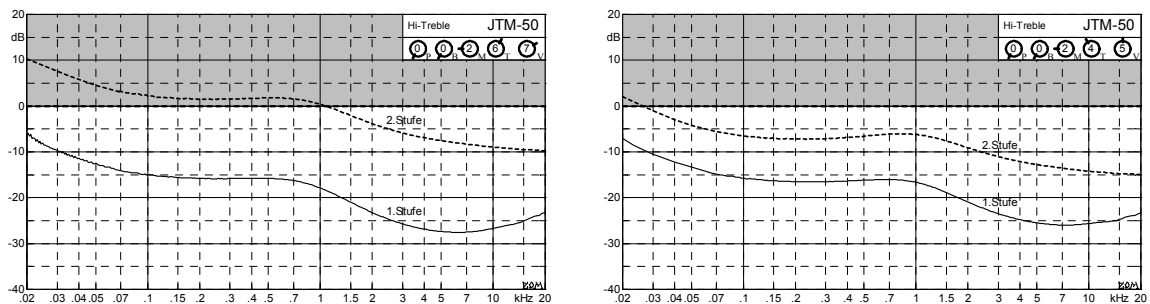 20
dB
10
0
-10
-20
-30
-40
Hi-Treble JTM-50
0 P 0 B 2 M 6 T 7 V
2.Stufe
1.Stufe
.02 .03 .04 .05 .07 .1 .15 .2 .3 .4 .5 .7 1 1.5 2 3 4 5 7 10 kHz 20
20
dB
10
0
-10
-20
-30
-40
Hi-Treble JTM-50
0 P 0 B 2 M 4 T 5 V
2.Stufe
1.Stufe
.02 .03 .04 .05 .07 .1 .15 .2 .3 .4 .5 .7 1 1.5 2 3 4 5 7 10 kHz 20